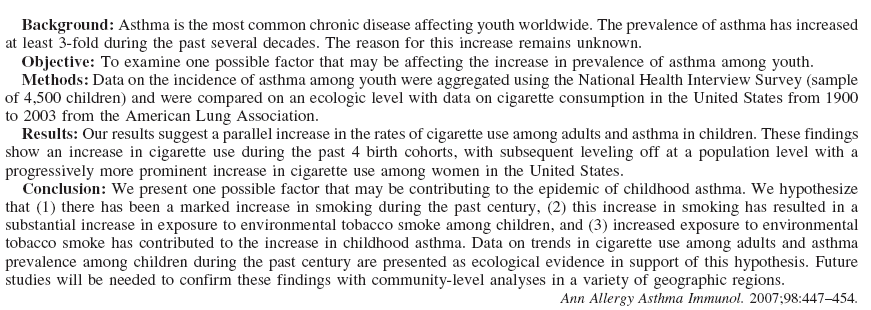 Background: Asthma is the most common chronic disease affecting youth worldwide. The prevalence of asthma has increased
at least 3-fold during the past several decades. The reason for this increase remains unknown.
Objective: To examine one possible factor that may be affecting the increase in prevalence of asthma among youth.
Methods: Data on the incidence of asthma among youth were aggregated using the National Health Interview Survey (sample
of 4,500 children) and were compared on an ecologic level with data on cigarette consumption in the United States from 1900
to 2003 from the American Lung Association.
Results: Our results suggest a parallel increase in the rates of cigarette use among adults and asthma in children. These findings
show an increase in cigarette use during the past 4 birth cohorts, with subsequent leveling off at a population level with a
progressively more prominent increase in cigarette use among women in the United States.
Conclusion: We present one possible factor that may be contributing to the epidemic of childhood asthma. We hypothesize
that (1) there has been a marked increase in smoking during the past century, (2) this increase in smoking has resulted in a
substantial increase in exposure to environmental tobacco smoke among children, and (3) increased exposure to environmental
tobacco smoke has contributed to the increase in childhood asthma. Data on trends in cigarette use among adults and asthma
prevalence among children during the past century are presented as ecological evidence in support of this hypothesis. Future
studies will be needed to confirm these findings with community-level analyses in a variety of geographic regions.
Ann Allergy Asthma Immunol. 2007;98:447–454.